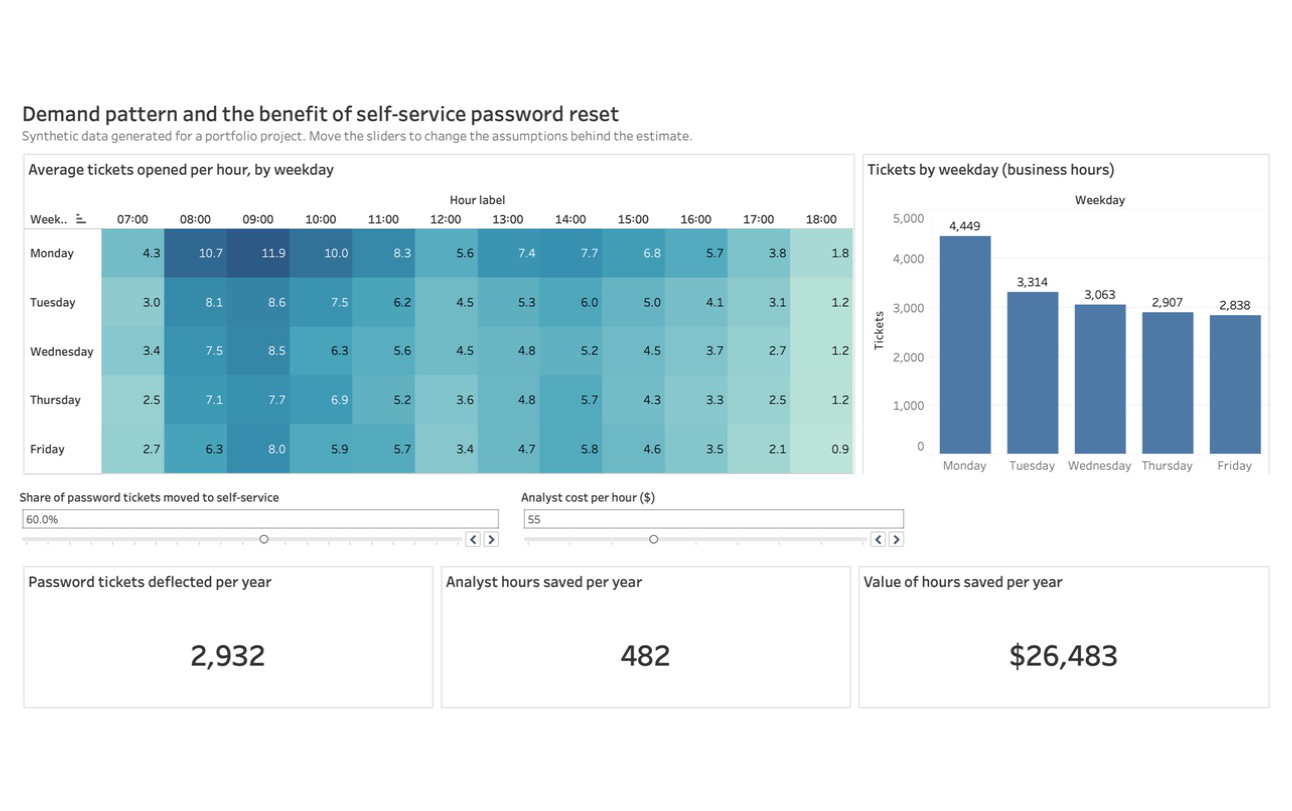 Demand pattern and the benefit of self-service password reset
Synthetic data generated for a portfolio project. Move the sliders to change the assumptions behind the estimate.
Average tickets opened per hour, by weekday
Hour label
Week.. 07:00 08:00 09:00 10:00 11:00 12:00 13:00 14:00 15:00 16:00 17:00 18:00
Monday 4.3 10.7 11.9 10.0 8.3 5.6 7.4 7.7 6.8 5.7 3.8 1.8
Tuesday 3.0 8.1 8.6 7.5 6.2 4.5 5.3 6.0 5.0 4.1 3.1 1.2
Wednesday 3.4 7.5 8.5 6.3 5.6 4.5 4.8 5.2 4.5 3.7 2.7 1.2
Thursday 2.5 7.1 7.7 6.9 5.2 3.6 4.8 5.7 4.3 3.3 2.5 1.2
Friday 2.7 6.3 8.0 5.9 5.7 3.4 4.7 5.8 4.6 3.5 2.1 0.9
Tickets by weekday (business hours)
Weekday
Tickets
5,000
4,000
3,000
2,000
1,000
0
4,449 3,314 3,063 2,907 2,838
Monday Tuesday Wednesday Thursday Friday
Share of password tickets moved to self-service
60.0%
Analyst cost per hour ($)
55
Password tickets deflected per year
2,932
Analyst hours saved per year
482
Value of hours saved per year
$26,483